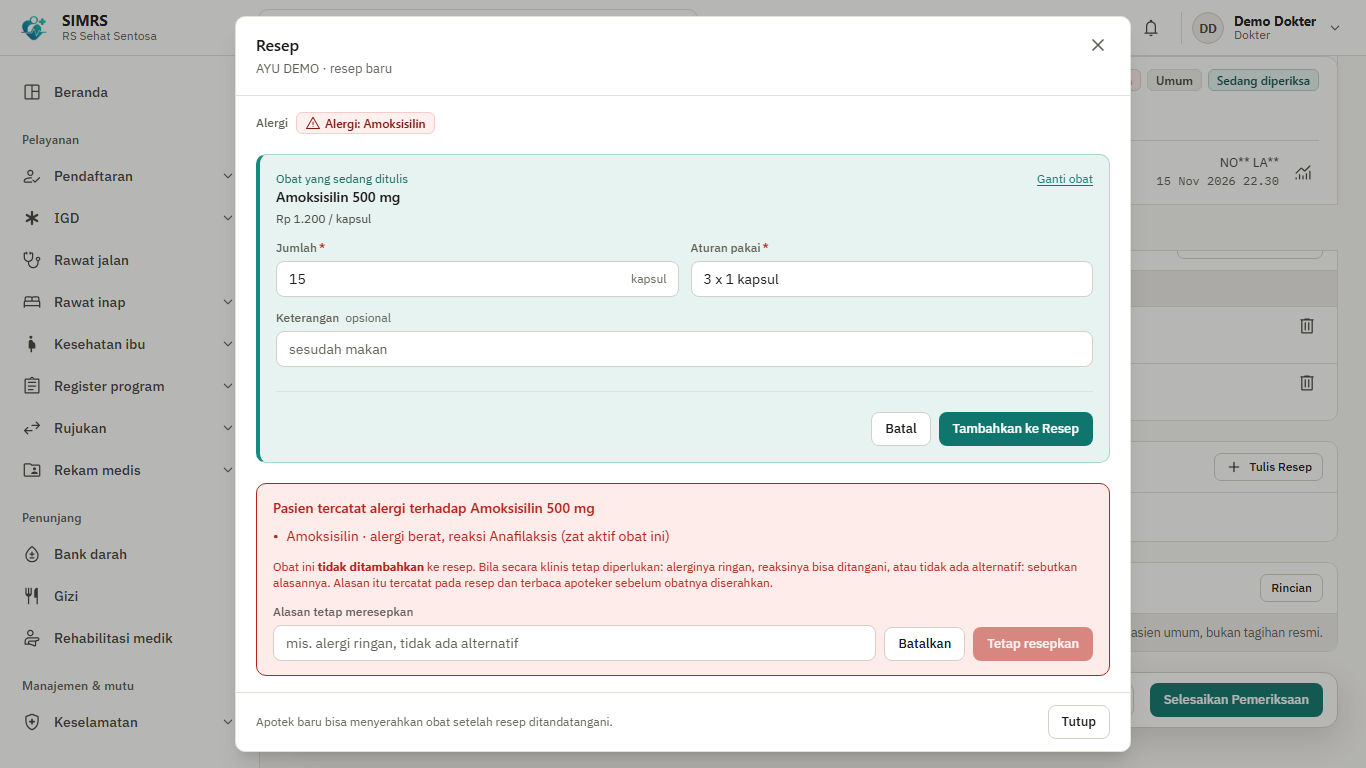 SIMRS
RS Sehat Sentosa
DD
Demo Dokter
Dokter
Beranda
Pelayanan
Pendaftaran
IGD
Rawat jalan
Rawat inap
Kesehatan ibu
Register program
Rujukan
Rekam medis
Penunjang
Bank darah
Gizi
Rehabilitasi medik
Manajemen & mutu
Keselamatan
Resep
AYU DEMO · resep baru
Alergi
Alergi: Amoksisilin
Obat yang sedang ditulis
Ganti obat
Amoksisilin 500 mg
Rp 1.200 / kapsul
Jumlah *
Aturan pakai *
15 kapsul
3 x 1 kapsul
Keterangan opsional
sesudah makan
Batal
Tambahkan ke Resep
Pasien tercatat alergi terhadap Amoksisilin 500 mg
• Amoksisilin · alergi berat, reaksi Anafilaksis (zat aktif obat ini)
Obat ini tidak ditambahkan ke resep. Bila secara klinis tetap diperlukan: alerginya ringan, reaksinya bisa ditangani, atau tidak ada alternatif: sebutkan
alasannya. Alasan itu tercatat pada resep dan terbaca apoteker sebelum obatnya diserahkan.
Alasan tetap meresepkan
mis. alergi ringan, tidak ada alternatif
Batalkan
Tetap resepkan
Apotek baru bisa menyerahkan obat setelah resep ditandatangani.
Tutup
Umum
Sedang diperiksa
NO** LA**
15 Nov 2026 22.30
Tulis Resep
Rincian
asien umum, bukan tagihan resmi.
Selesaikan Pemeriksaan